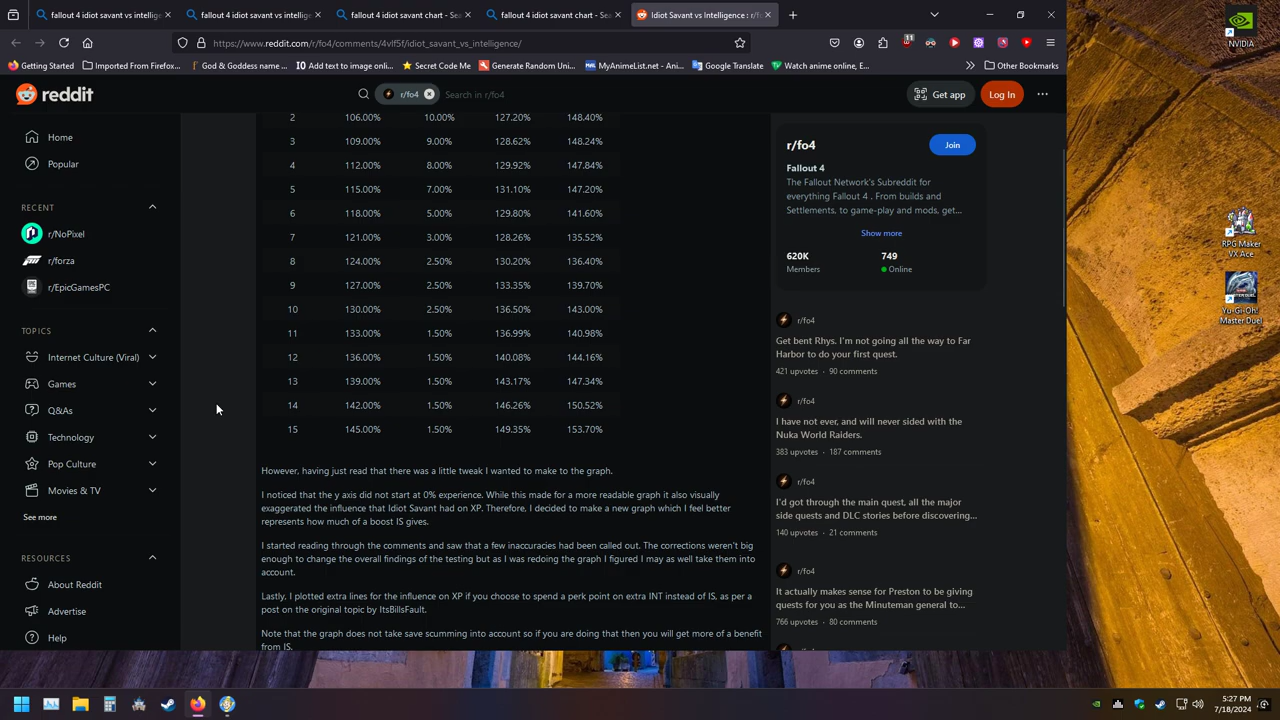 fallout 4 idiot savant vs intellige
fallout 4 idiot savant vs intellige
fallout 4 idiot savant chart - Sea
fallout 4 idiot savant chart - Sea
Idiot Savant vs Intelligence : r/f
https://www.reddit.com/r/fo4/comments/4vlf5f/idiot_savant_vs_intelligence/
Getting Started
Imported From Firefox...
God & Goddess name ...
Add text to image onli...
Secret Code Me
Generate Random Uni...
MyAnimeList.net - Ani...
Google Translate
Watch anime online, E...
Other Bookmarks
reddit
r/fo4
Search in r/fo4
Get app
Log In
Home
Popular
RECENT
r/NoPixel
r/forza
r/EpicGamesPC
TOPICS
Internet Culture (Viral)
Games
Q&As
Technology
Pop Culture
Movies & TV
See more
RESOURCES
About Reddit
Advertise
Help
2 106.00% 10.00% 127.20% 148.40%
3 109.00% 9.00% 128.62% 148.24%
4 112.00% 8.00% 129.92% 147.84%
5 115.00% 7.00% 131.10% 147.20%
6 118.00% 5.00% 129.80% 141.60%
7 121.00% 3.00% 128.26% 135.52%
8 124.00% 2.50% 130.20% 136.40%
9 127.00% 2.50% 133.35% 139.70%
10 130.00% 2.50% 136.50% 143.00%
11 133.00% 1.50% 136.99% 140.98%
12 136.00% 1.50% 140.08% 144.16%
13 139.00% 1.50% 143.17% 147.34%
14 142.00% 1.50% 146.26% 150.52%
15 145.00% 1.50% 149.35% 153.70%
However, having just read that there was a little tweak I wanted to make to the graph.
I noticed that the y axis did not start at 0% experience. While this made for a more readable graph it also visually
exaggerated the influence that Idiot Savant had on XP. Therefore, I decided to make a new graph which I feel better
represents how much of a boost IS gives.
I started reading through the comments and saw that a few inaccuracies had been called out. The corrections weren't big
enough to change the overall findings of the testing but as I was redoing the graph I figured I may as well take them into
account.
Lastly, I plotted extra lines for the influence on XP if you choose to spend a perk point on extra INT instead of IS, as per a
post on the original topic by ItsBillsFault.
Note that the graph does not take save scumming into account so if you are doing that then you will get more of a benefit
from IS.
r/fo4
Join
Fallout 4
The Fallout Network's Subreddit for
everything Fallout 4 . From builds and
Settlements, to game-play and mods, get...
Show more
620K
Members
749
Online
r/fo4
Get bent Rhys. I'm not going all the way to Far
Harbor to do your first quest.
421 upvotes · 90 comments
r/fo4
I have not ever, and will never sided with the
Nuka World Raiders.
383 upvotes · 187 comments
r/fo4
I'd got through the main quest, all the major
side quests and DLC stories before discovering...
140 upvotes · 21 comments
r/fo4
It actually makes sense for Preston to be giving
quests for you as the Minuteman general to...
766 upvotes · 80 comments
r/fo4
NVIDIA
RPG Maker
VX Ace
Yu-Gi-Oh!
Master Duel
5:27 PM
7/18/2024